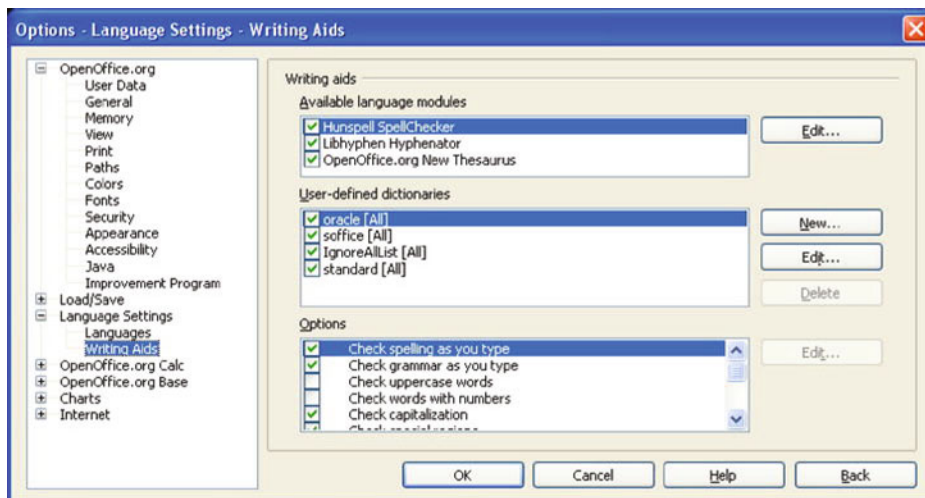 Options - Language Settings - Writing Aids
OpenOffice.org
User Data
General
Memory
View
Print
Paths
Colors
Fonts
Security
Appearance
Accessibility
Java
Improvement Program
Load/Save
Language Settings
Languages
Writing Aids
OpenOffice.org Calc
OpenOffice.org Base
Charts
Internet
Writing aids
Available language modules
Hunspell SpellChecker
Libhyphen Hyphenator
OpenOffice.org New Thesaurus
Edit...
User-defined dictionaries
oracle [All]
soffice [All]
IgnoreAllList [All]
standard [All]
New...
Edit...
Delete
Options
Check spelling as you type
Check grammar as you type
Check uppercase words
Check words with numbers
Check capitalization
Check special regions
Edit...
OK
Cancel
Help
Back